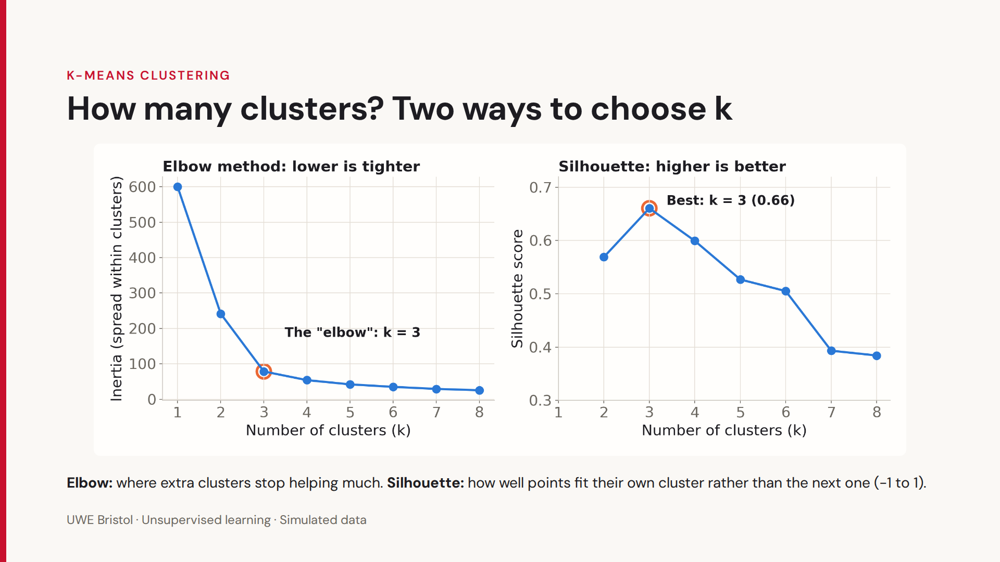 K-MEANS CLUSTERING
How many clusters? Two ways to choose k
Elbow method: lower is tighter
Inertia (spread within clusters)
600
500
400
300
200
100
0
The "elbow": k = 3
1 2 3 4 5 6 7 8
Number of clusters (k)
Silhouette: higher is better
Silhouette score
0.7
0.6
0.5
0.4
0.3
Best: k = 3 (0.66)
1 2 3 4 5 6 7 8
Number of clusters (k)
Elbow: where extra clusters stop helping much. Silhouette: how well points fit their own cluster rather than the next one (-1 to 1).
UWE Bristol · Unsupervised learning · Simulated data